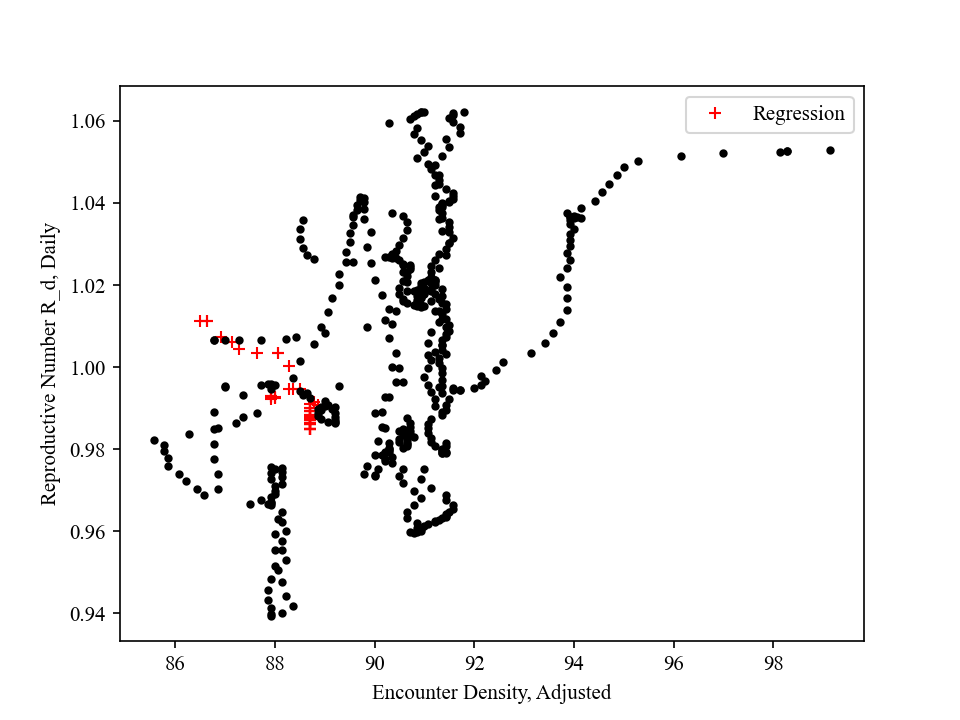 Regression
1.06
1.04
1.02
1.00
0.98
0.96
0.94
Reproductive Number R_d, Daily
86 88 90 92 94 96 98
Encounter Density, Adjusted